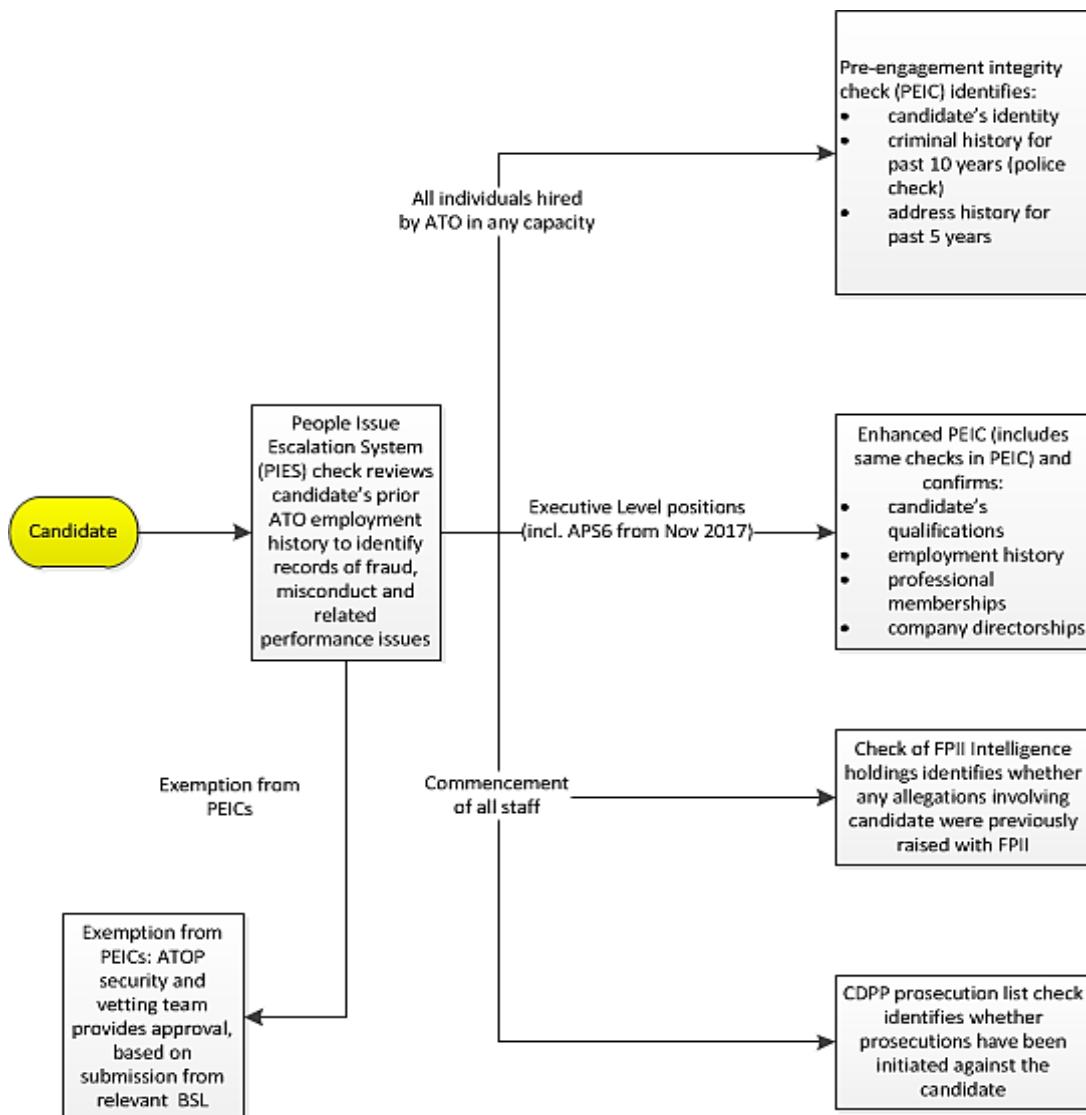 Pre-engagement integrity
check (PEIC) identifies:
• candidate's identity
• criminal history for
past 10 years (police
check)
• address history for
past 5 years
All individuals hired
by ATO in any capacity
Candidate
People Issue
Escalation System
(PIES) check reviews
candidate's prior
ATO employment
history to identify
records of fraud,
misconduct and
related
performance issues
Executive Level positions
(incl. APS6 from Nov 2017)
Enhanced PEIC (includes
same checks in PEIC) and
confirms:
• candidate's
qualifications
• employment history
• professional
memberships
• company directorships
Exemption from
PEICs
Commencement
of all staff
Check of FPII Intelligence
holdings identifies whether
any allegations involving
candidate were previously
raised with FPII
Exemption from
PEICs: ATOP
security and
vetting team
provides approval,
based on
submission from
relevant BSL
CDPP prosecution list check
identifies whether
prosecutions have been
initiated against the
candidate